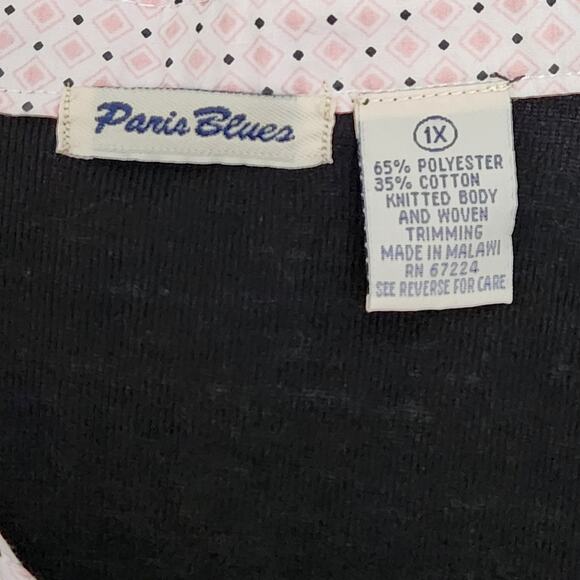 Paris Blues
1X
65% POLYESTER
35% COTTON
KNITTED BODY
AND WOVEN
TRIMMING
MADE IN MALAWI
RN 67224
SEE REVERSE FOR CARE